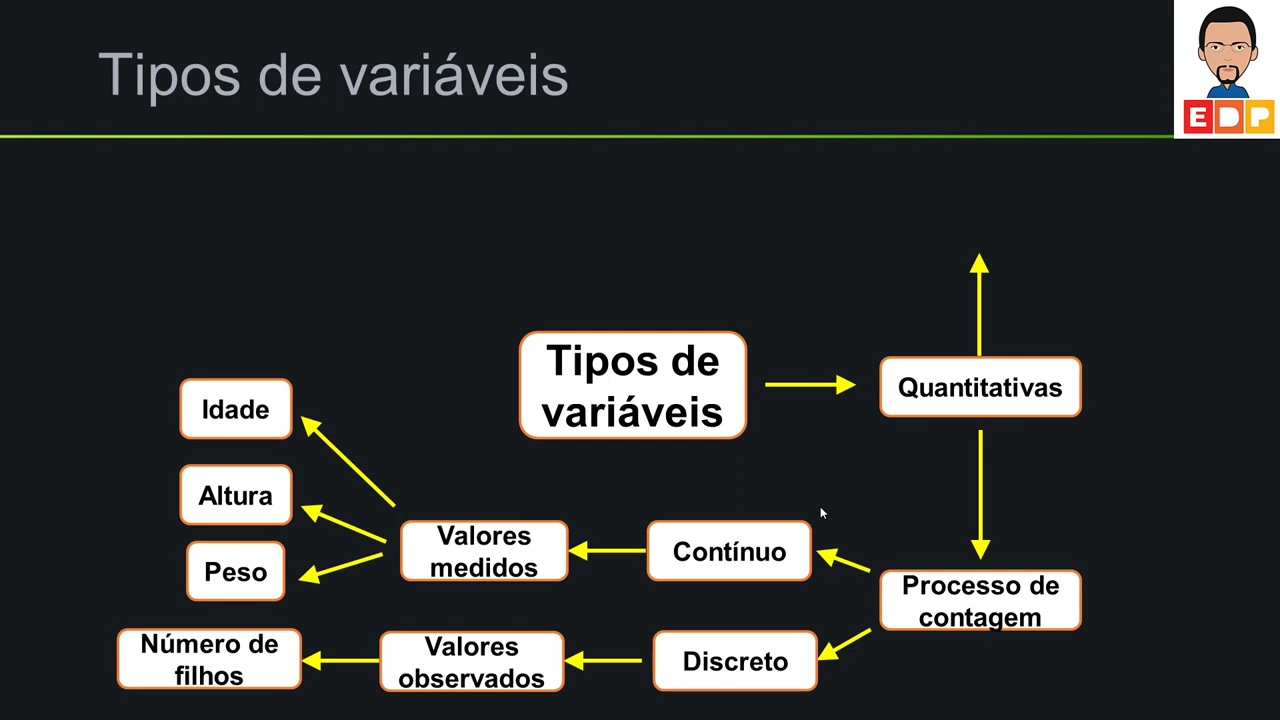 Tipos de variáveis
EDP
Tipos de
variáveis
Quantitativas
Idade
Altura
Peso
Valores
medidos
Contínuo
Processo de
contagem
Número de
filhos
Valores
observados
Discreto